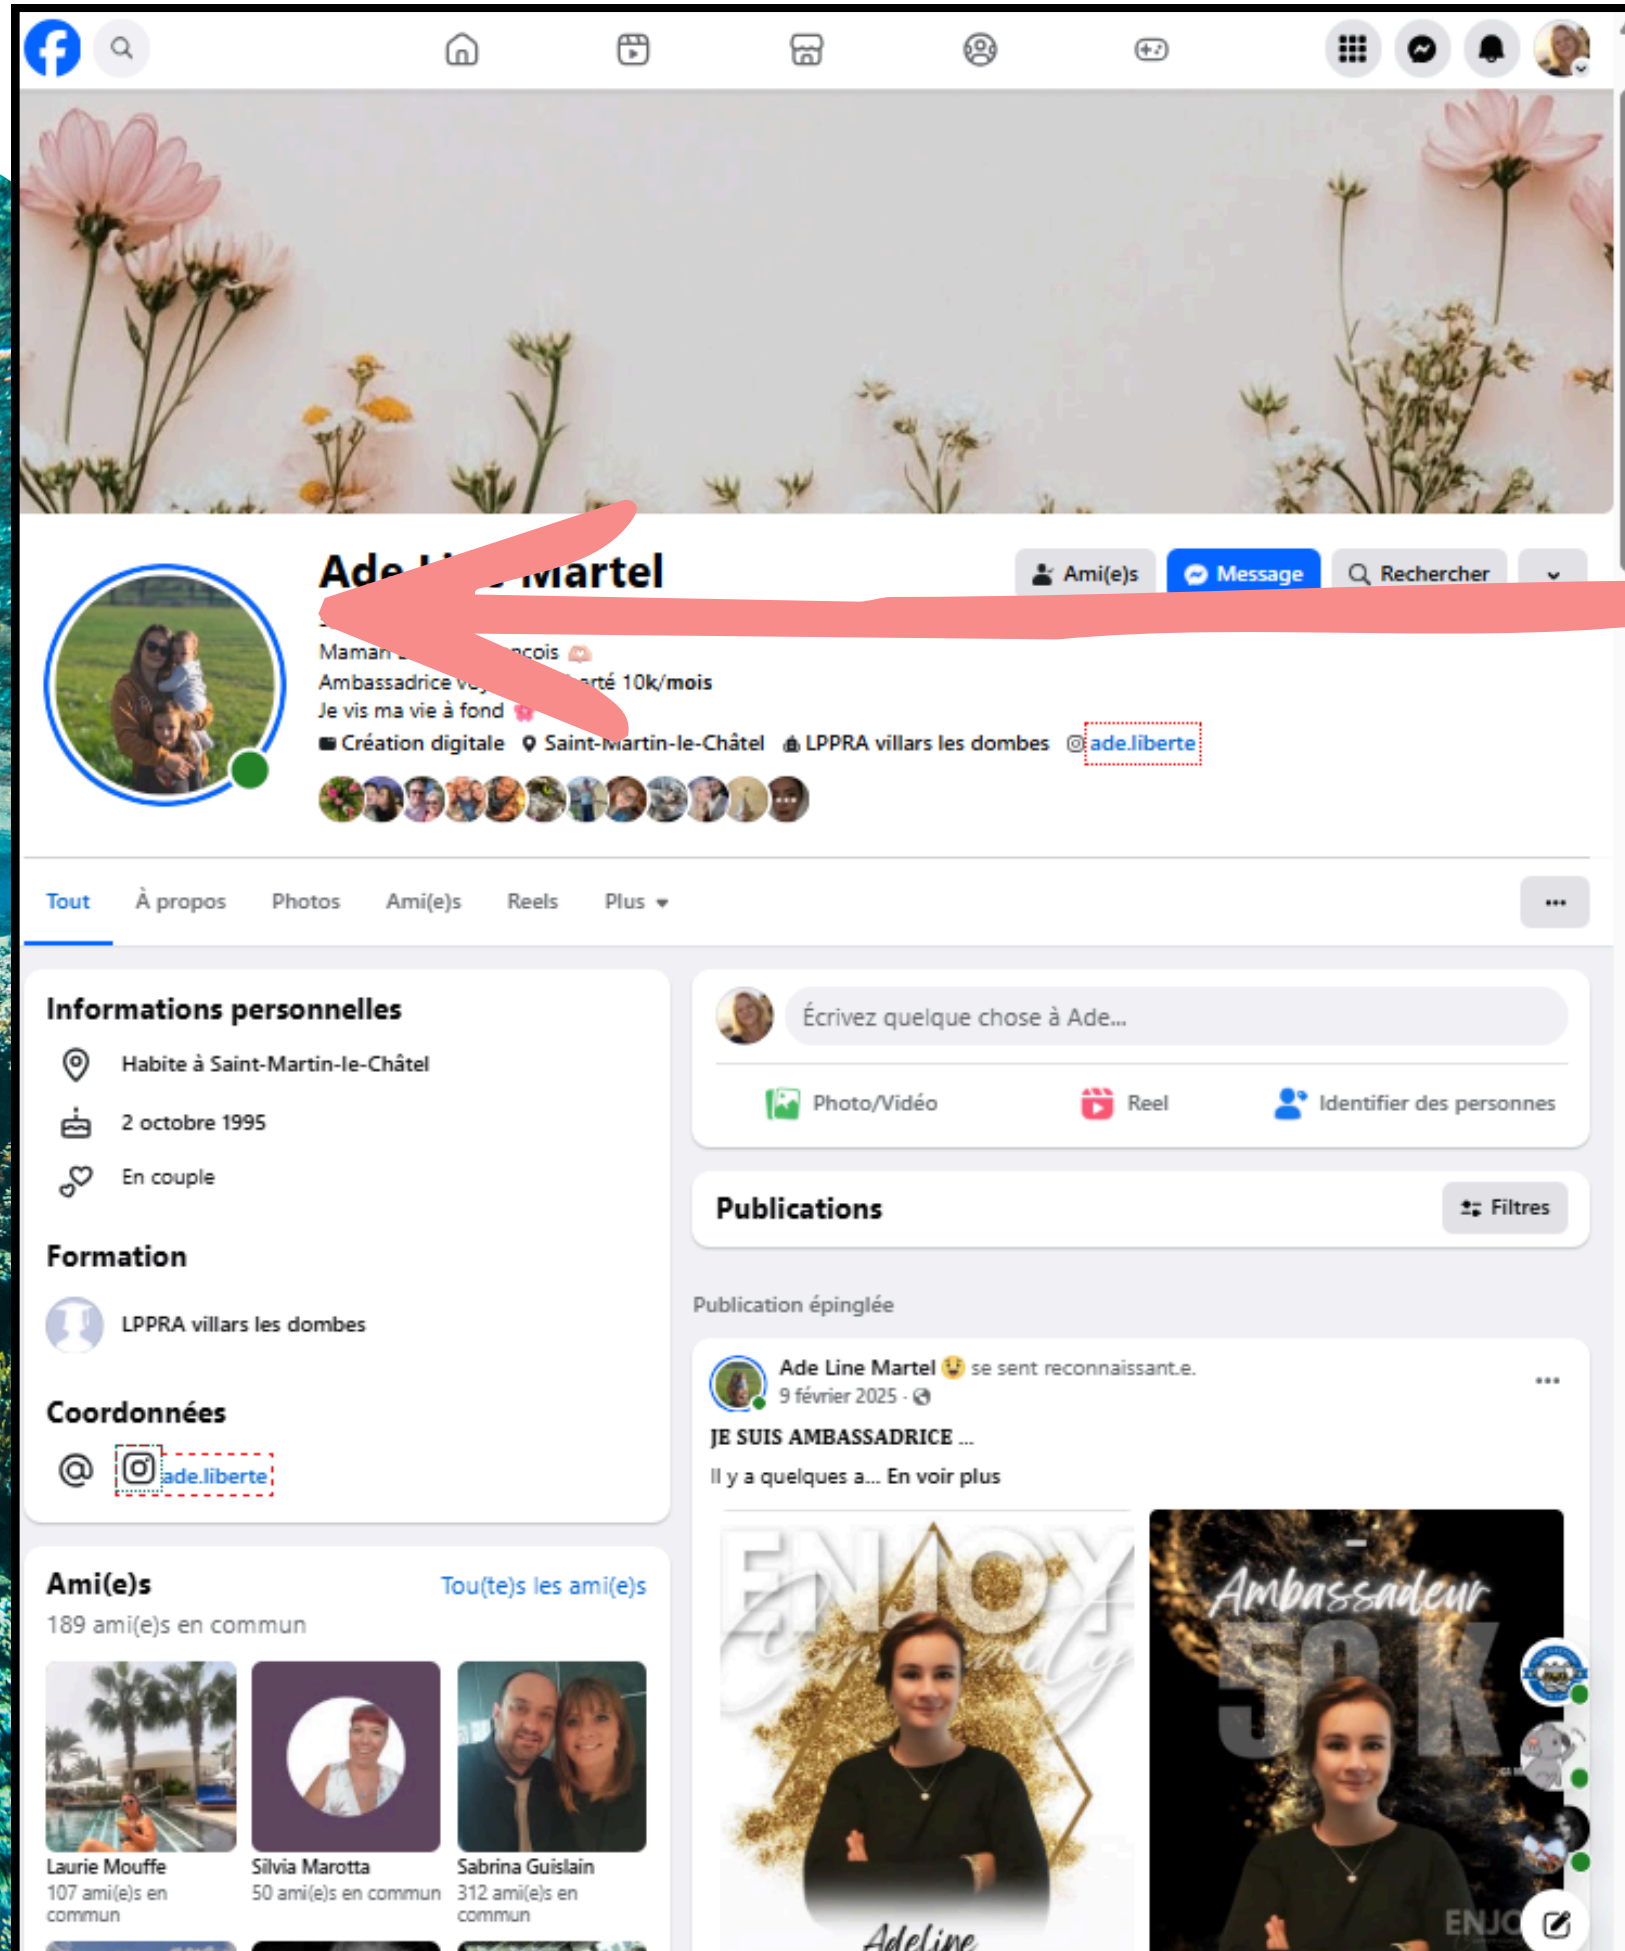 Ade Line Martel
Ami(e)s
Message
Rechercher
Maman
Ambassadrice
10k/mois
Je vis ma vie à fond
Création digitale
Saint-Martin-le-Châtel
LPPRA villars les dombes
ade.liberte
Tout
À propos
Photos
Ami(e)s
Reels
Plus
Informations personnelles
Habite à Saint-Martin-le-Châtel
2 octobre 1995
En couple
Formation
LPPRA villars les dombes
Coordonnées
ade.liberte
Ami(e)s
Tou(te)s les ami(e)s
189 ami(e)s en commun
Laurie Mouffe
107 ami(e)s en
commun
Silvia Marotta
50 ami(e)s en commun
Sabrina Guislain
312 ami(e)s en
commun
Écrivez quelque chose à Ade...
Photo/Vidéo
Reel
Identifier des personnes
Publications
Filtres
Publication épinglée
Ade Line Martel se sent reconnaissant.e.
9 février 2025 ·
JE SUIS AMBASSADRICE ...
Il y a quelques a... En voir plus
ENJOY
Community
Adeline
Ambassadeur
50 K
ENJO